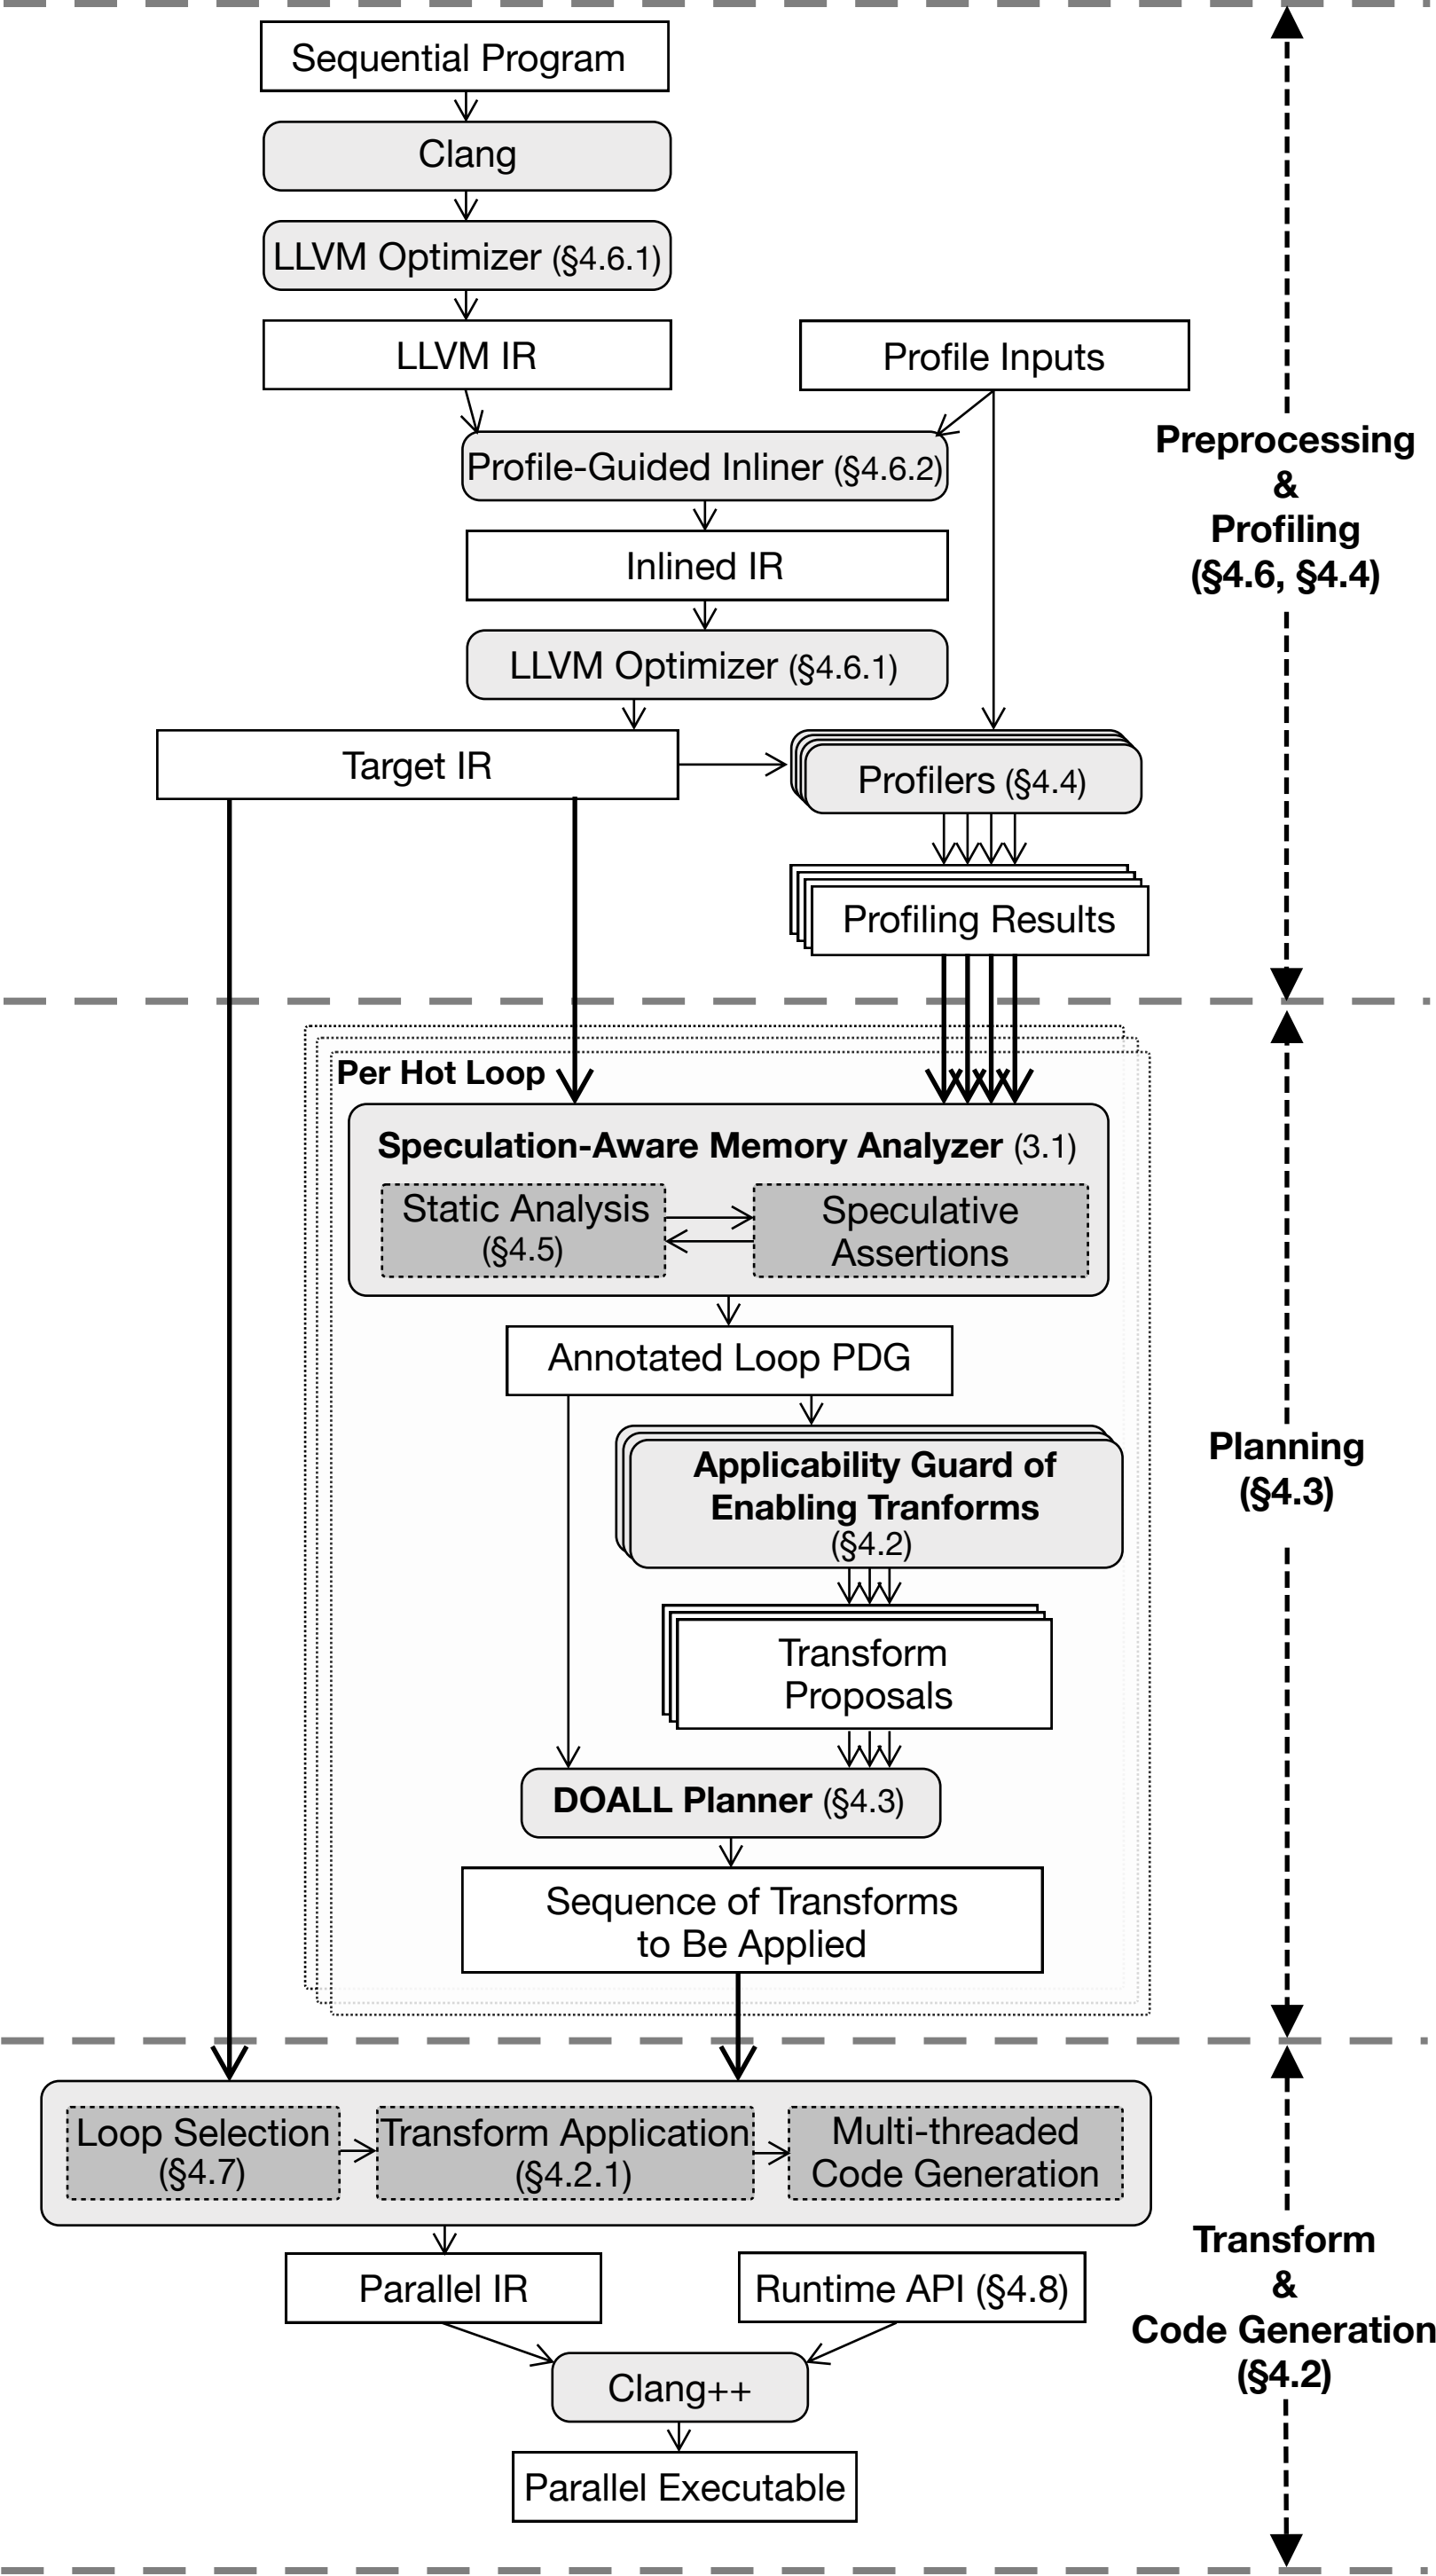 Sequential Program
Clang
LLVM Optimizer (§4.6.1)
LLVM IR
Profile Inputs
Profile-Guided Inliner (§4.6.2)
Inlined IR
LLVM Optimizer (§4.6.1)
Target IR
Profilers (§4.4)
Profiling Results
Preprocessing
&
Profiling
(§4.6, §4.4)
Per Hot Loop
Speculation-Aware Memory Analyzer (3.1)
Static Analysis
(§4.5)
Speculative
Assertions
Annotated Loop PDG
Applicability Guard of
Enabling Tranforms
(§4.2)
Transform
Proposals
DOALL Planner (§4.3)
Sequence of Transforms
to Be Applied
Planning
(§4.3)
Loop Selection
(§4.7)
Transform Application
(§4.2.1)
Multi-threaded
Code Generation
Parallel IR
Runtime API (§4.8)
Clang++
Parallel Executable
Transform
&
Code Generation
(§4.2)